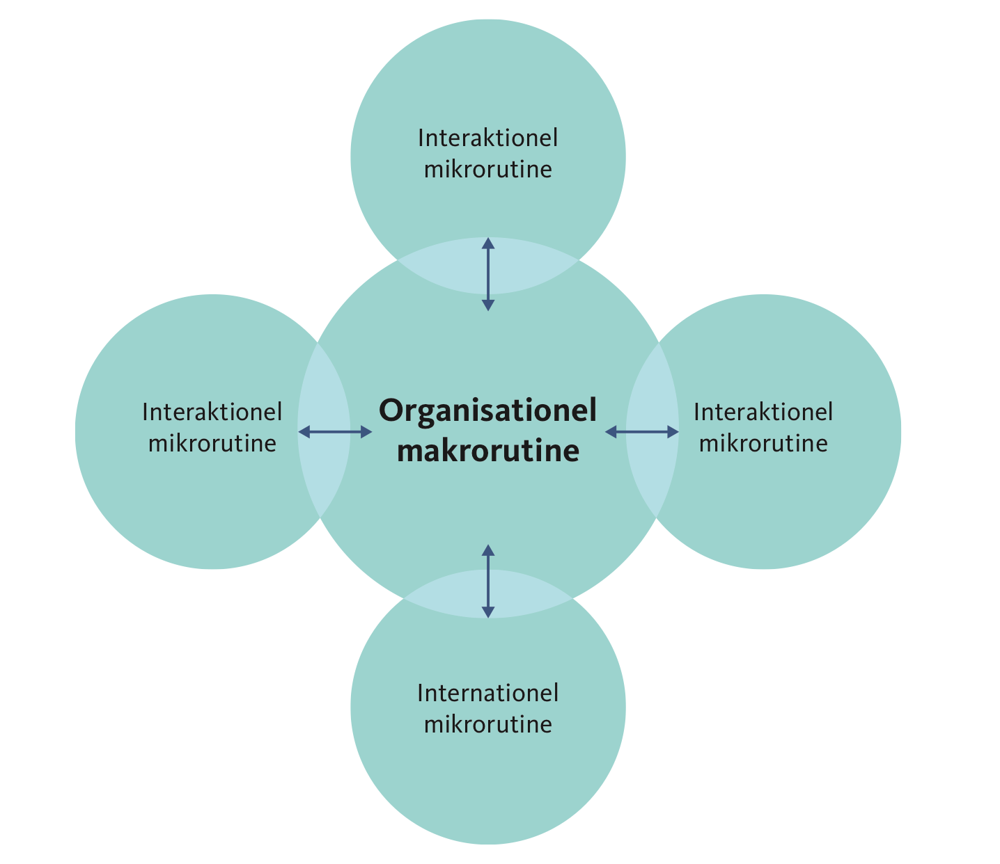 Interaktionel
mikrorutine
Interaktionel
mikrorutine
Organisationel
makrorutine
Interaktionel
mikrorutine
Internationel
mikrorutine